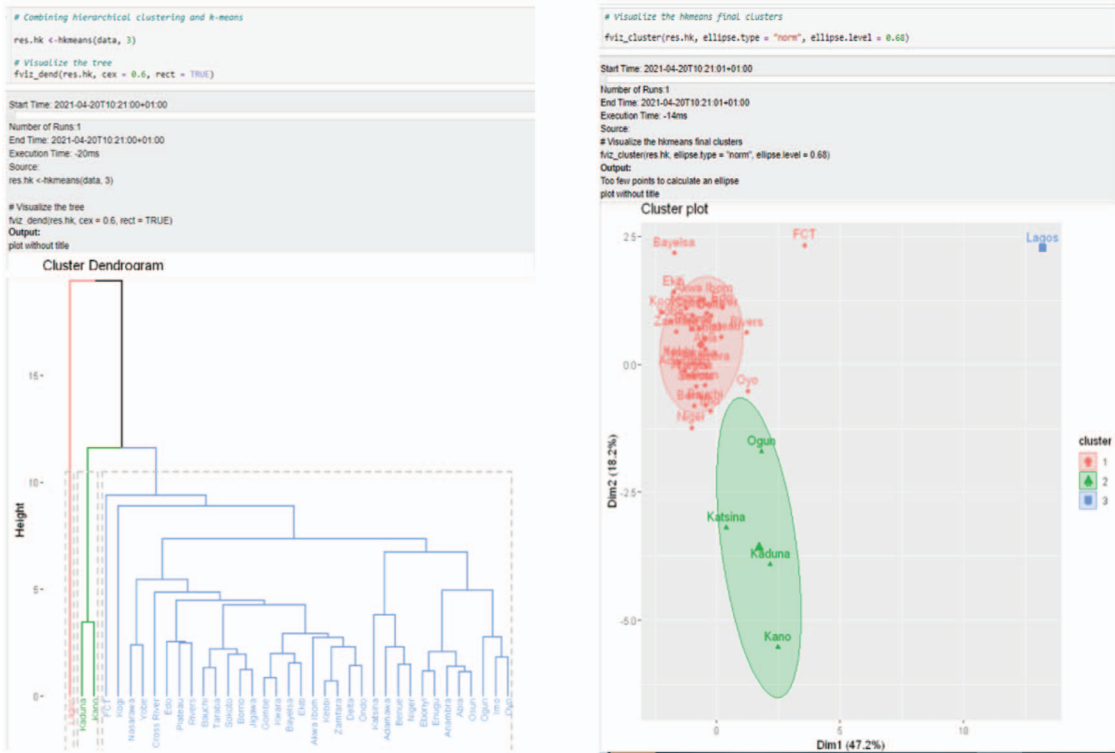 # Combining hierarchical clustering and k-means
res.hk <-hkmeans(data, 3)
# Visualize the tree
fviz_dend(res.hk, cex = 0.6, rect = TRUE)
Start Time: 2021-04-20T10:21:00+01:00
Number of Runs:1
End Time: 2021-04-20T10:21:00+01:00
Execution Time: -20ms
Source:
res.hk <-hkmeans(data, 3)
# Visualize the tree
fviz_dend(res.hk, cex = 0.6, rect = TRUE)
Output:
plot without title
Cluster Dendrogram
Height
15-
10-
5-
0-
Kaduna
Kano
FCT
Kogi
Nasarawa
Yobe
Cross River
Edo
Plateau
Rivers
Bauchi
Taraba
Sokoto
Borno
Jigawa
Gombe
Kwara
Bayelsa
Ekiti
Akwa Ibom
Kebbi
Zamfara
Delta
Ondo
Katsina
Adamawa
Benue
Niger
Ebonyi
Enugu
Anambra
Abia
Osun
Ogun
Imo
Oyo
# Visualize the hkmeans final clusters
fviz_cluster(res.hk, ellipse.type = "norm", ellipse.level = 0.68)
Start Time: 2021-04-20T10:21:01+01:00
Number of Runs:1
End Time: 2021-04-20T10:21:01+01:00
Execution Time: -14ms
Source:
# Visualize the hkmeans final clusters
fviz_cluster(res.hk, ellipse.type = "norm", ellipse.level = 0.68)
Output:
Too few points to calculate an ellipse
plot without title
Cluster plot
2.5-
0.0-
-2.5-
-5.0-
Dim2 (18.2%)
Bayelsa
FCT
Lagos
Ekiti
Akwa Ibom
Rivers
Abia
Oyo
Niger
Ogun
Katsina
Kaduna
Kano
cluster
1
2
3
0
5
10
Dim1 (47.2%)